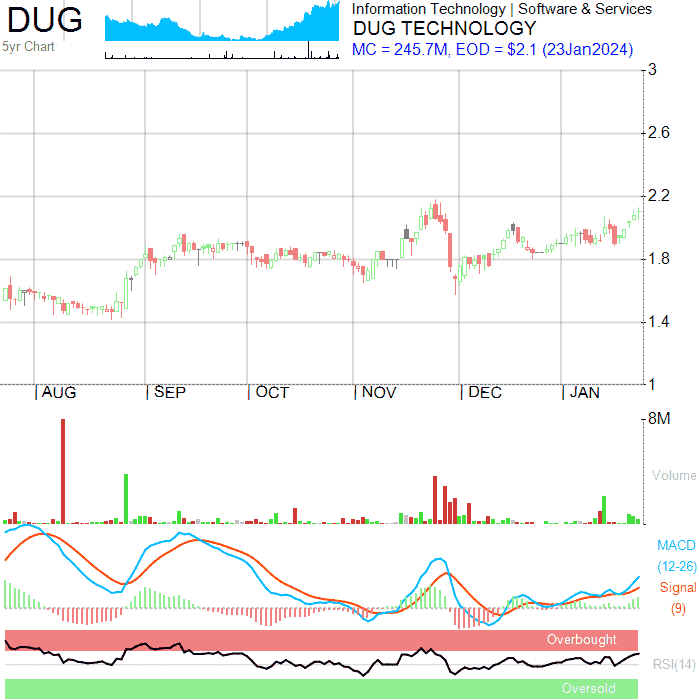 DUG
5yr Chart
Information Technology | Software & Services
DUG TECHNOLOGY
MC = 245.7M, EOD = $2.1 (23Jan2024)
3
2.6
2.2
1.8
1.4
1
AUG SEP OCT NOV DEC JAN
8M
Volume
MACD
(12-26)
Signal
(9)
Overbought
RSI(14)
Oversold